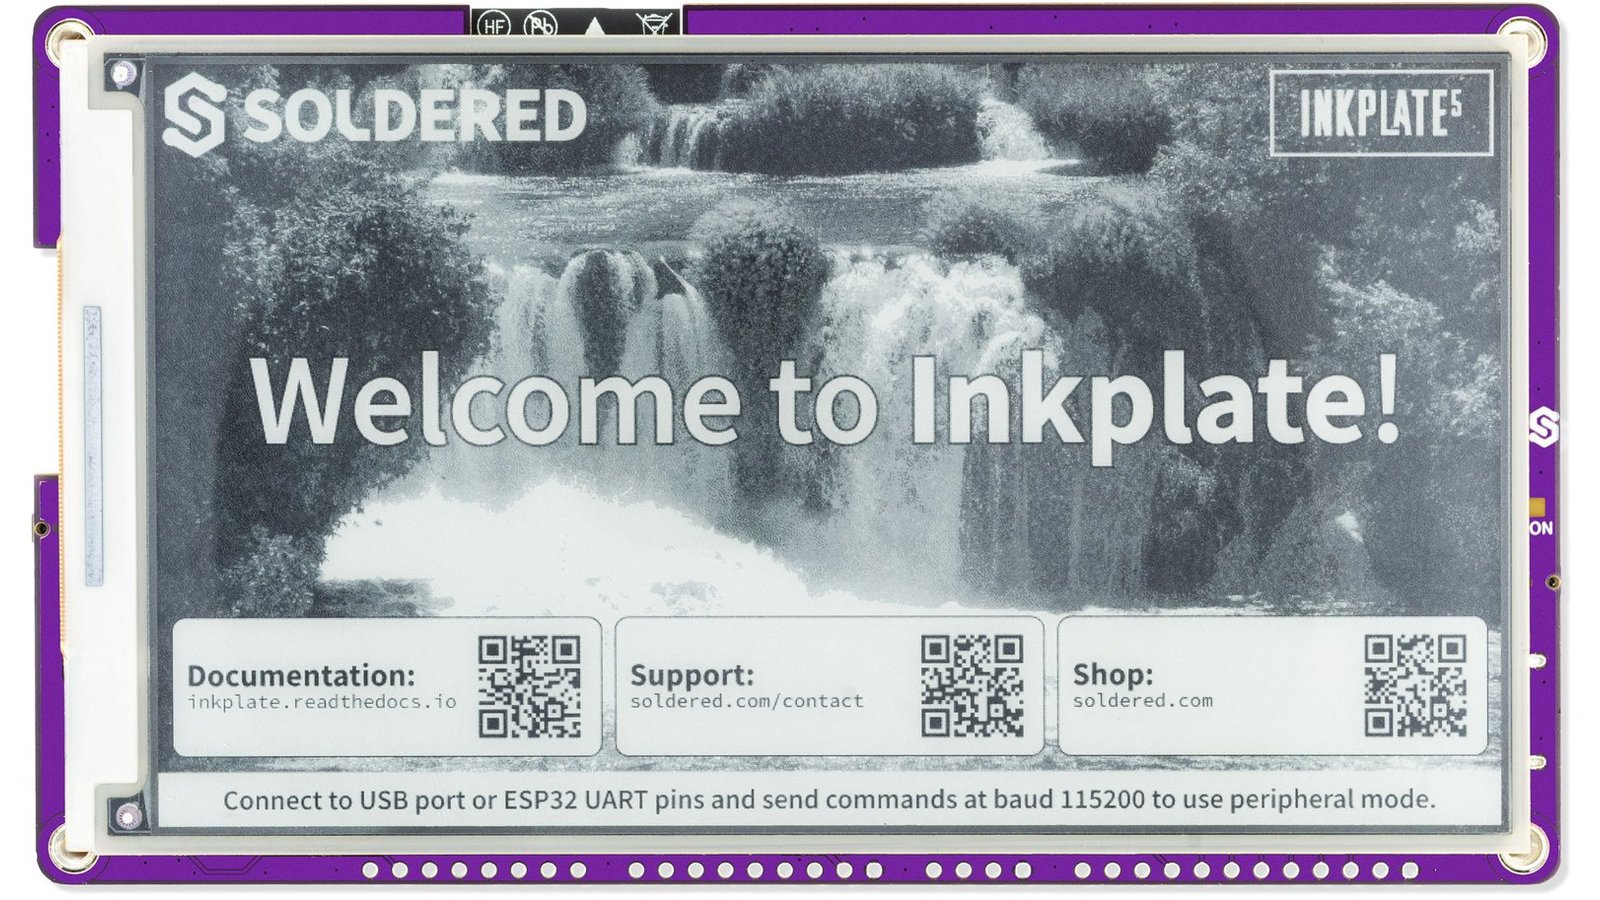 HF Pb
SOLDERED
INKPLATE5
Welcome to Inkplate!
ON
Documentation:
inkplate.readthedocs.io
Support:
soldered.com/contact
Shop:
soldered.com
Connect to USB port or ESP32 UART pins and send commands at baud 115200 to use peripheral mode.